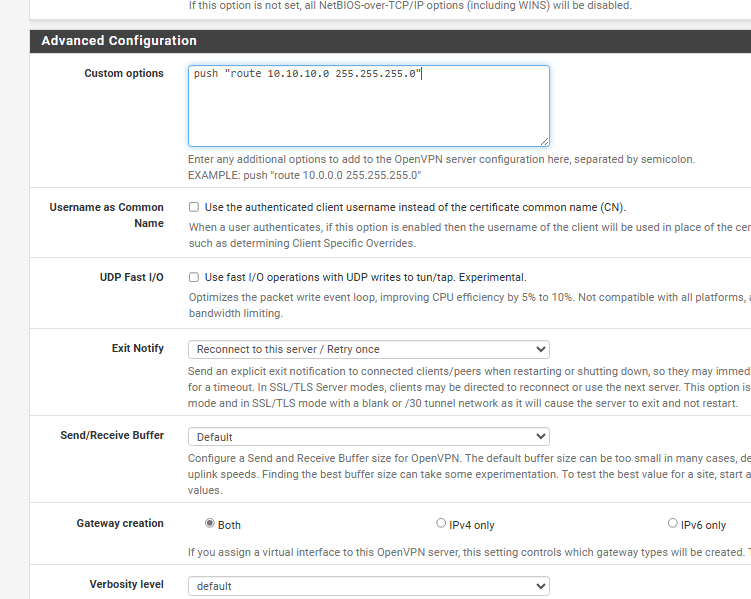 If this option is not set, all NetBIOS-over-TCP/IP options (including WINS) will be disabled.
Advanced Configuration
Custom options
push "route 10.10.10.0 255.255.255.0"
Enter any additional options to add to the OpenVPN server configuration here, separated by semicolon.
EXAMPLE: push "route 10.0.0.0 255.255.255.0"
Username as Common
Name
Use the authenticated client username instead of the certificate common name (CN).
When a user authenticates, if this option is enabled then the username of the client will be used in place of the cer
such as determining Client Specific Overrides.
UDP Fast I/O
Use fast I/O operations with UDP writes to tun/tap. Experimental.
Optimizes the packet write event loop, improving CPU efficiency by 5% to 10%. Not compatible with all platforms,
bandwidth limiting.
Exit Notify
Reconnect to this server / Retry once
Send an explicit exit notification to connected clients/peers when restarting or shutting down, so they may immed
for a timeout. In SSL/TLS Server modes, clients may be directed to reconnect or use the next server. This option is
mode and in SSL/TLS mode with a blank or /30 tunnel network as it will cause the server to exit and not restart.
Send/Receive Buffer
Default
Configure a Send and Receive Buffer size for OpenVPN. The default buffer size can be too small in many cases, de
uplink speeds. Finding the best buffer size can take some experimentation. To test the best value for a site, start a
values.
Gateway creation
Both
IPv4 only
IPv6 only
If you assign a virtual interface to this OpenVPN server, this setting controls which gateway types will be created.
Verbosity level
default